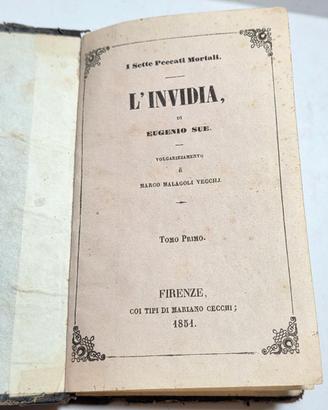 I Sette Peccati Mortali.
L'INVIDIA,
DI
EUGENIO SUE.
VOLGARIZZAMENTO
È
MARCO MALAGOLI VECCHJ.
TOMO PRIMO.
FIRENZE,
COI TIPI DI MARIANO CECCHI;
1851.